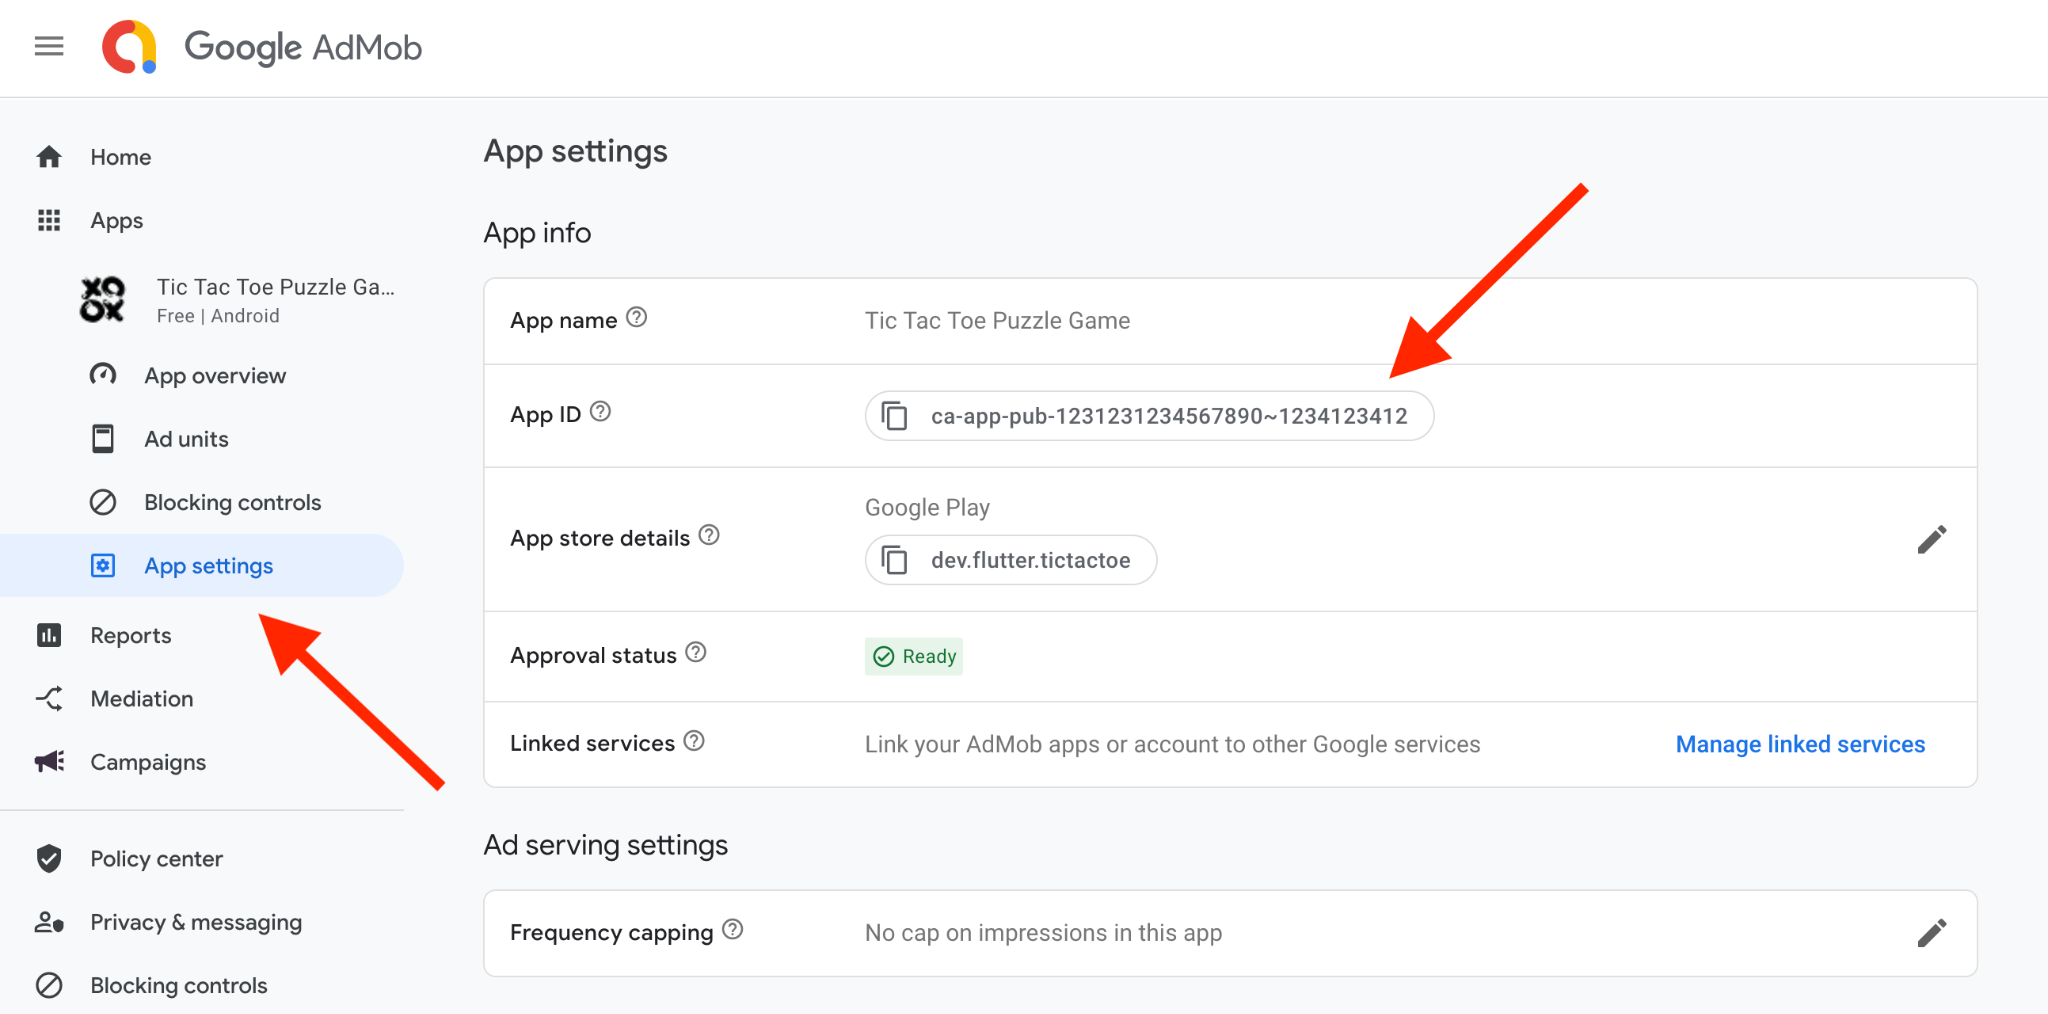 Google AdMob
Home
Apps
Tic Tac Toe Puzzle Ga...
Free | Android
App overview
Ad units
Blocking controls
App settings
Reports
Mediation
Campaigns
Policy center
Privacy & messaging
Blocking controls
App settings
App info
App name
Tic Tac Toe Puzzle Game
App ID
ca-app-pub-1231231234567890~1234123412
App store details
Google Play
dev.flutter.tictactoe
Approval status
Ready
Linked services
Link your AdMob apps or account to other Google services
Manage linked services
Ad serving settings
Frequency capping
No cap on impressions in this app